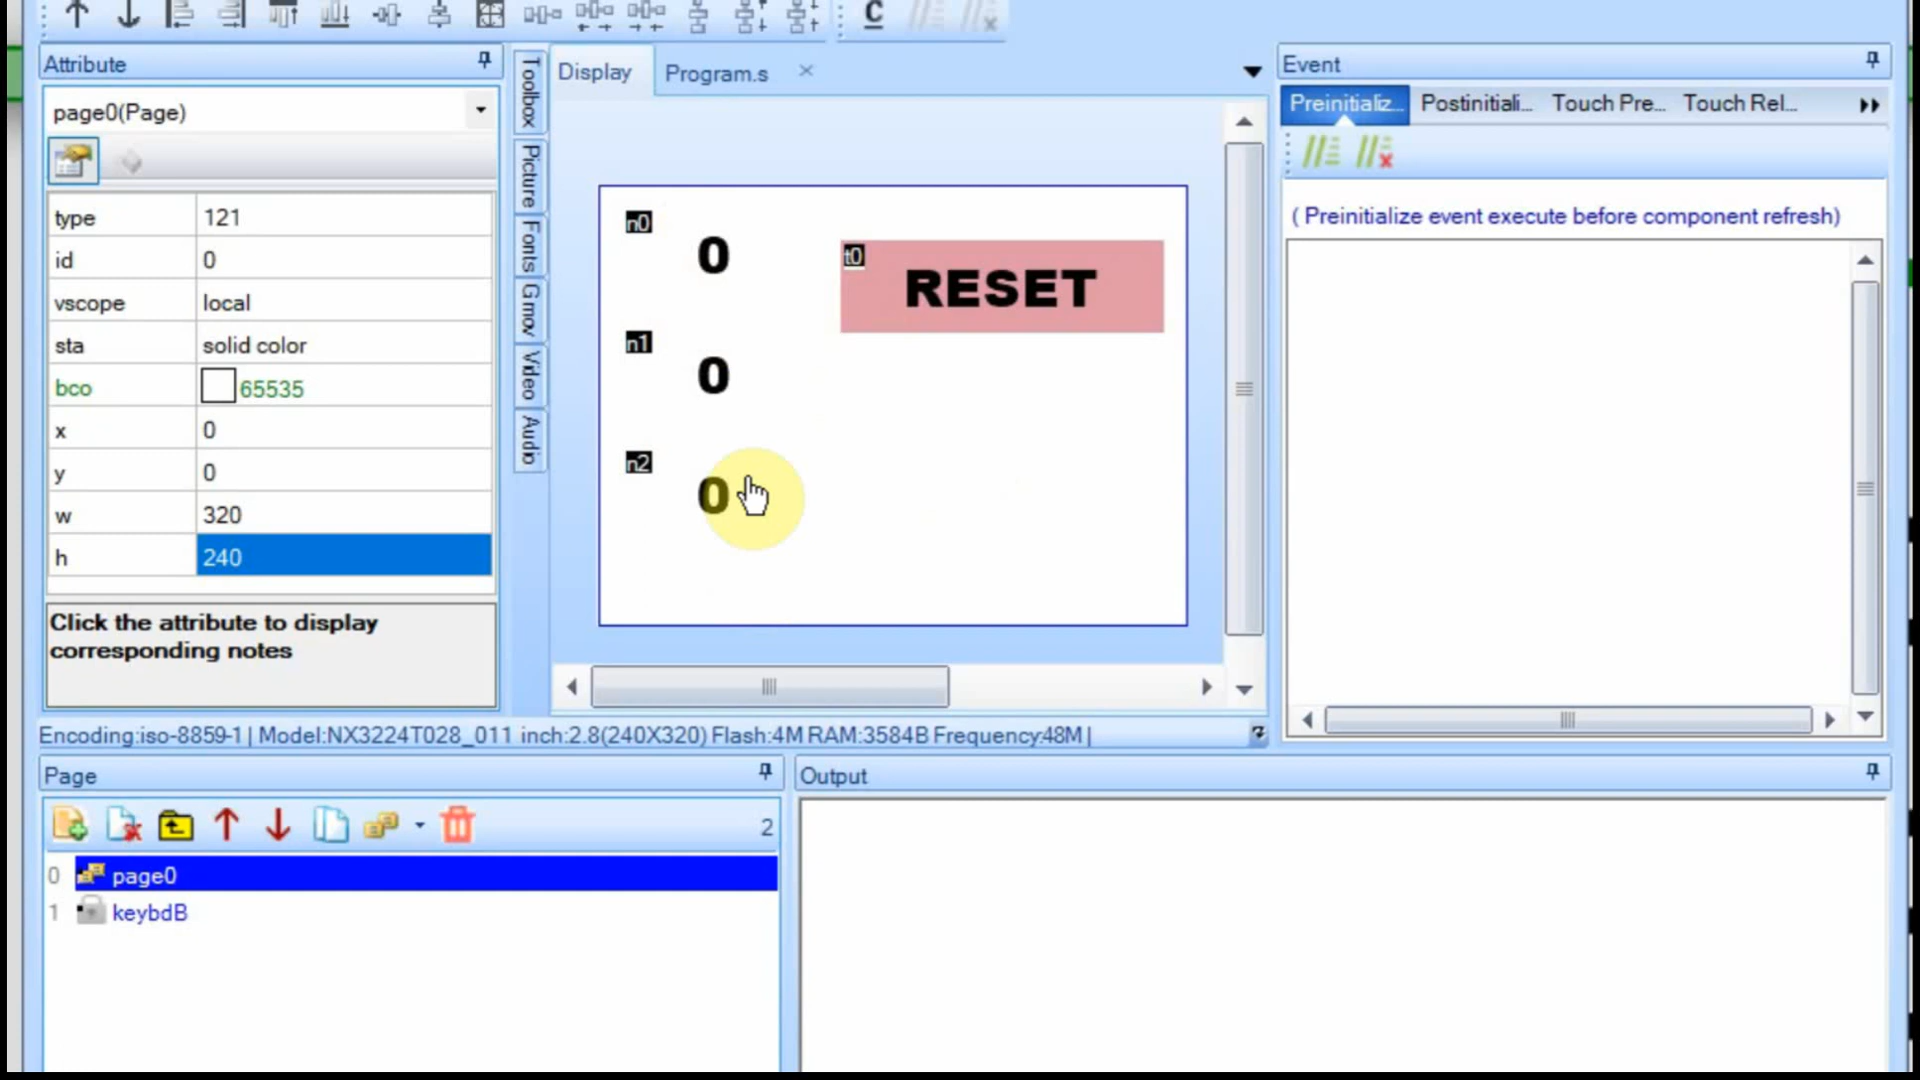 C
Attribute
page0(Page)
type 121
id 0
vscope local
sta solid color
bco 65535
x 0
y 0
w 320
h 240
Click the attribute to display
corresponding notes
Toolbox
Picture
Fonts
Gmov
Video
Audio
Display Program.s
n0
0
t0
RESET
n1
0
n2
0
Event
Preinitializ... Postinitiali... Touch Pre... Touch Rel...
( Preinitialize event execute before component refresh)
Encoding:iso-8859-1 | Model:NX3224T028_011 inch:2.8(240X320) Flash:4M RAM:3584B Frequency:48M |
Page
2
0 page0
1 keybdB
Output